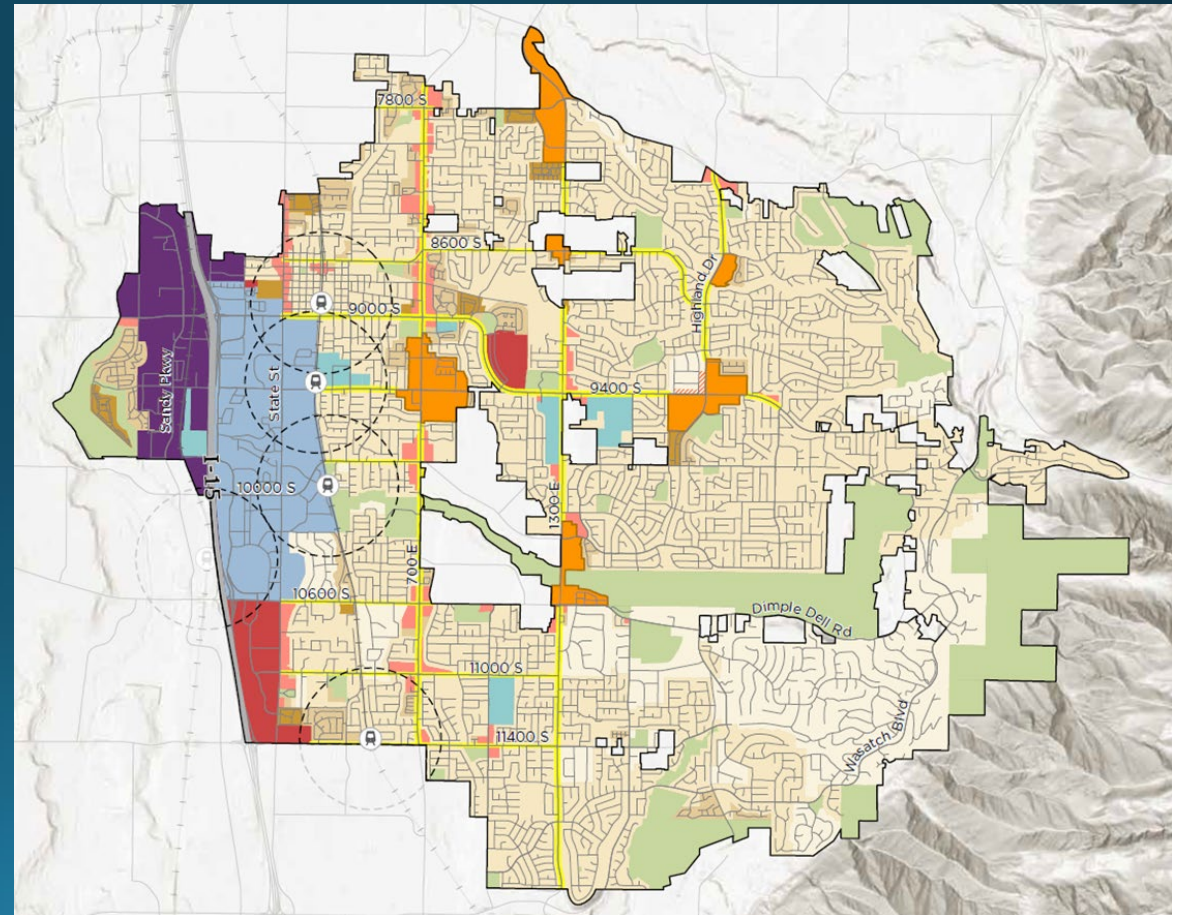 7800 S
8600 S
Highland Dr
9000 S
Sandy Pkwy
State St
9400 S
I-15
10000 S
1300 E
700 E
10600 S
Dimple Dell Rd
11000 S
Wasatch Blvd
11400 S